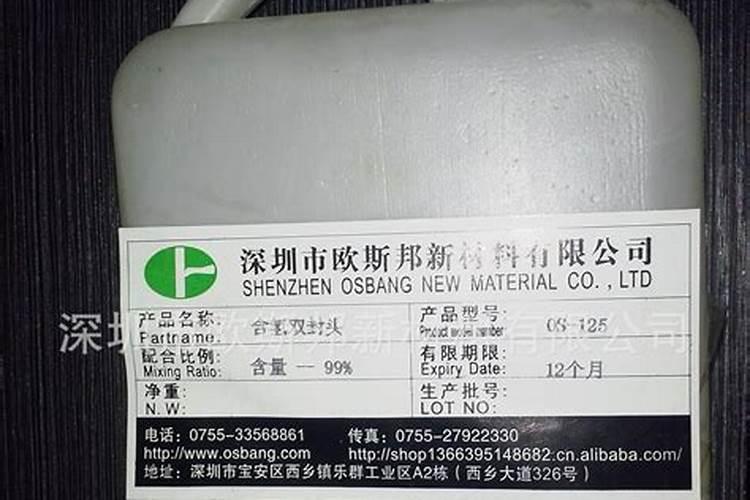 深圳市欧斯邦新材料有限公司
SHENZHEN OSBANG NEW MATERIAL CO. , LTD
产品名称: 含氢双封头 产品型号: OS-125
Partname: Product model number
配合比例: 含量 -- 99% 有限期限: 12个月
Mixing Ratio: Expiry Date:
净重: 生产批号:
N.W: LOT NO:
电话: 0755-33568861 传真: 0755-27922330
http://www.osbang.com http://shop1366395148682.cn.alibaba.com/
地址: 深圳市宝安区西乡镇乐群工业区A2栋 (西乡大道326号)